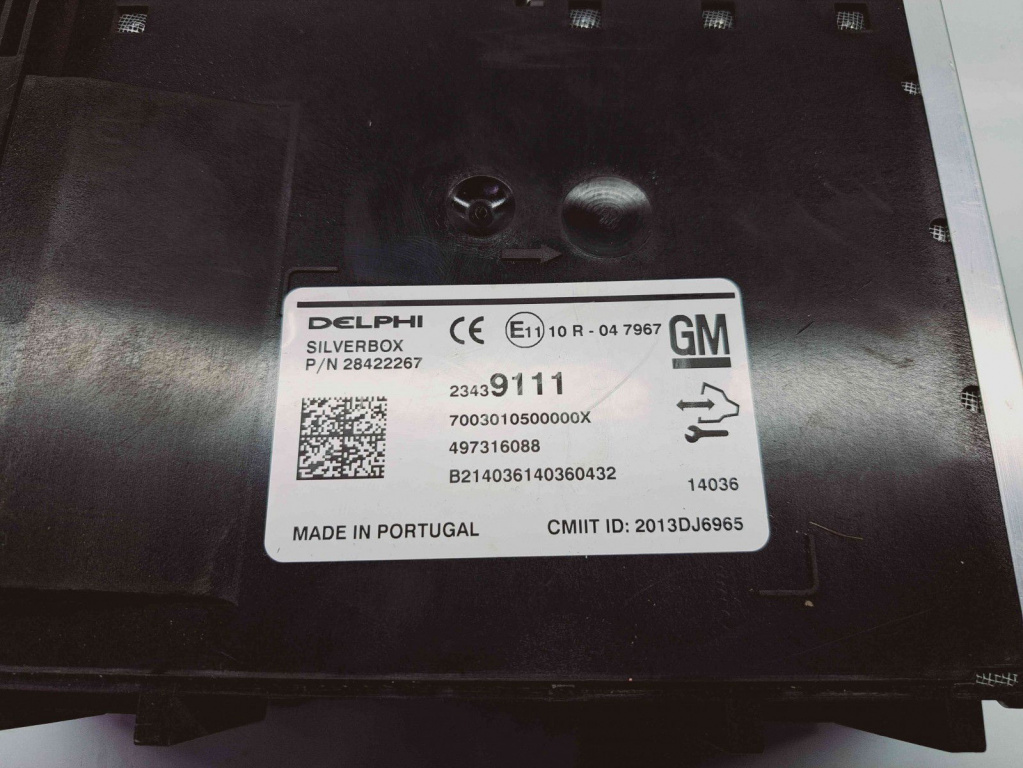 DELPHI
SILVERBOX
P/N 28422267
CE
E11 10 R - 04 7967
GM
23439111
7003010500000X
497316088
B214036140360432
14036
MADE IN PORTUGAL
CMIIT ID: 2013DJ6965